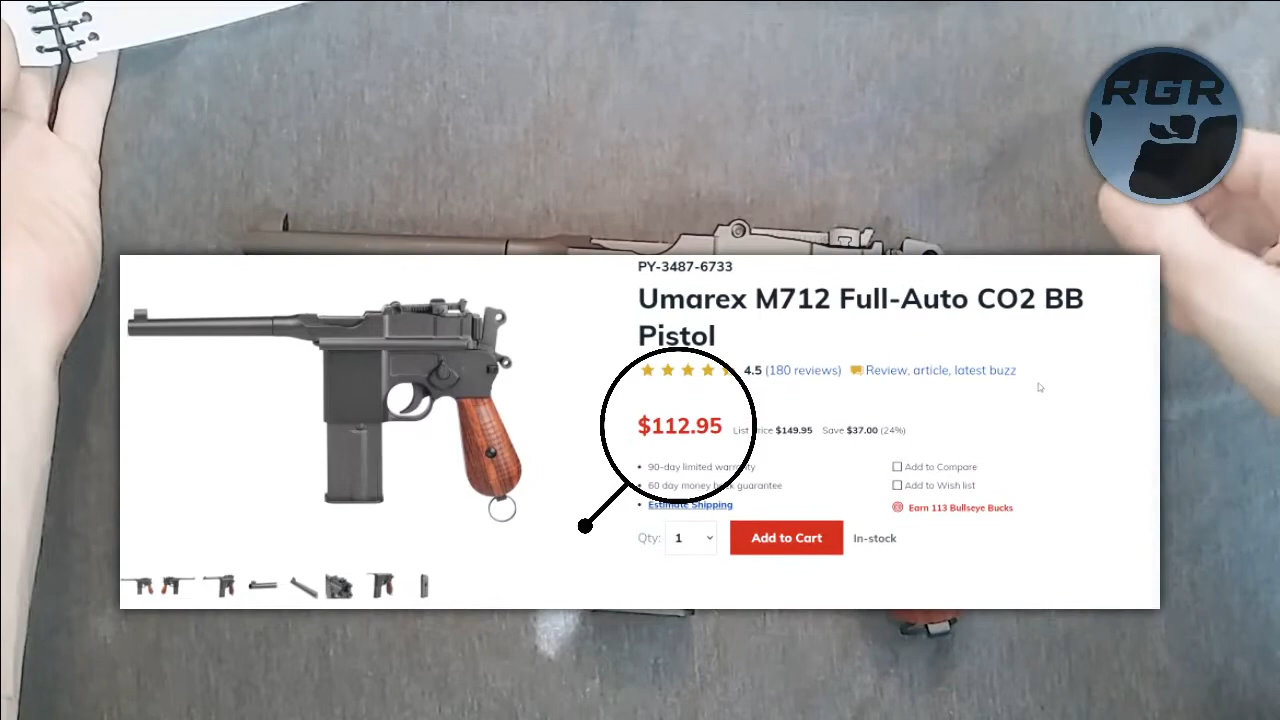 RGR
PY-3487-6733
Umarex M712 Full-Auto CO2 BB
Pistol
4.5 (180 reviews) Review, article, latest buzz
$112.95 List Price $149.95 Save $37.00 (24%)
90-day limited warranty
Add to Compare
60 day money back guarantee
Add to Wish list
Estimate Shipping
Earn 113 Bullseye Bucks
Qty: 1 Add to Cart In-stock